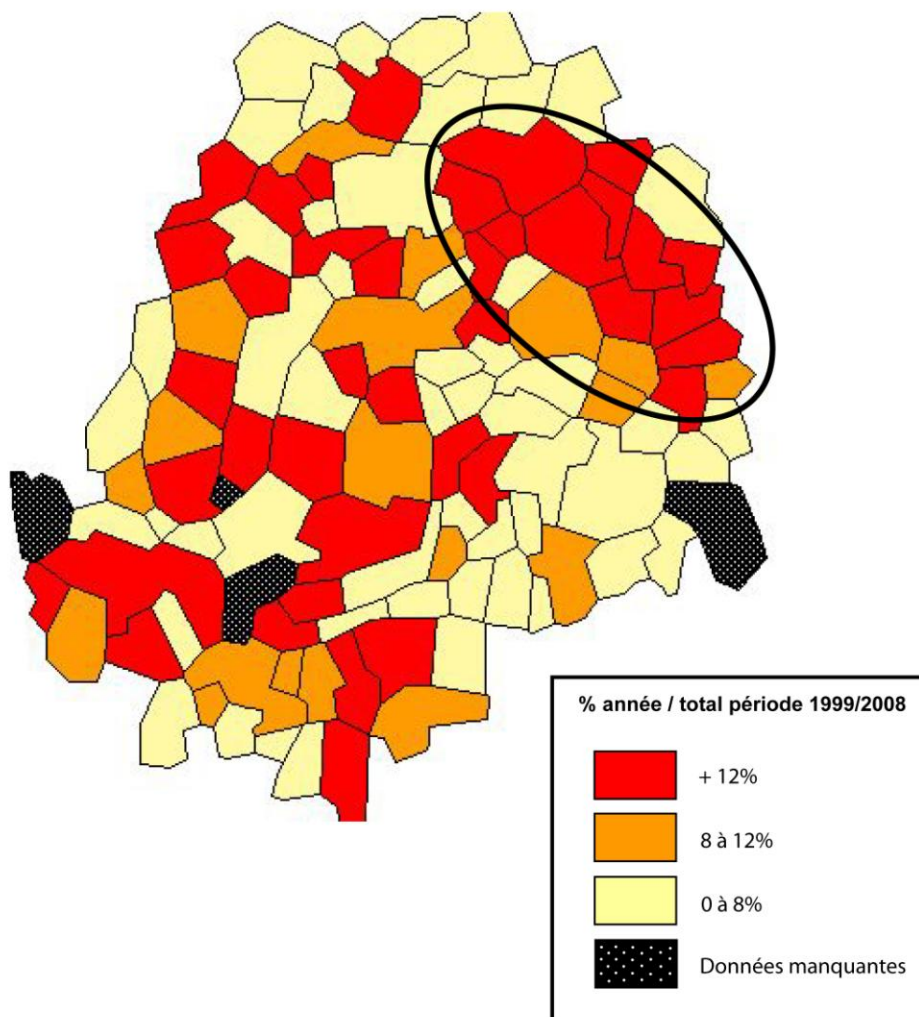 % année / total période 1999/2008
+ 12%
8 à 12%
0 à 8%
Données manquantes